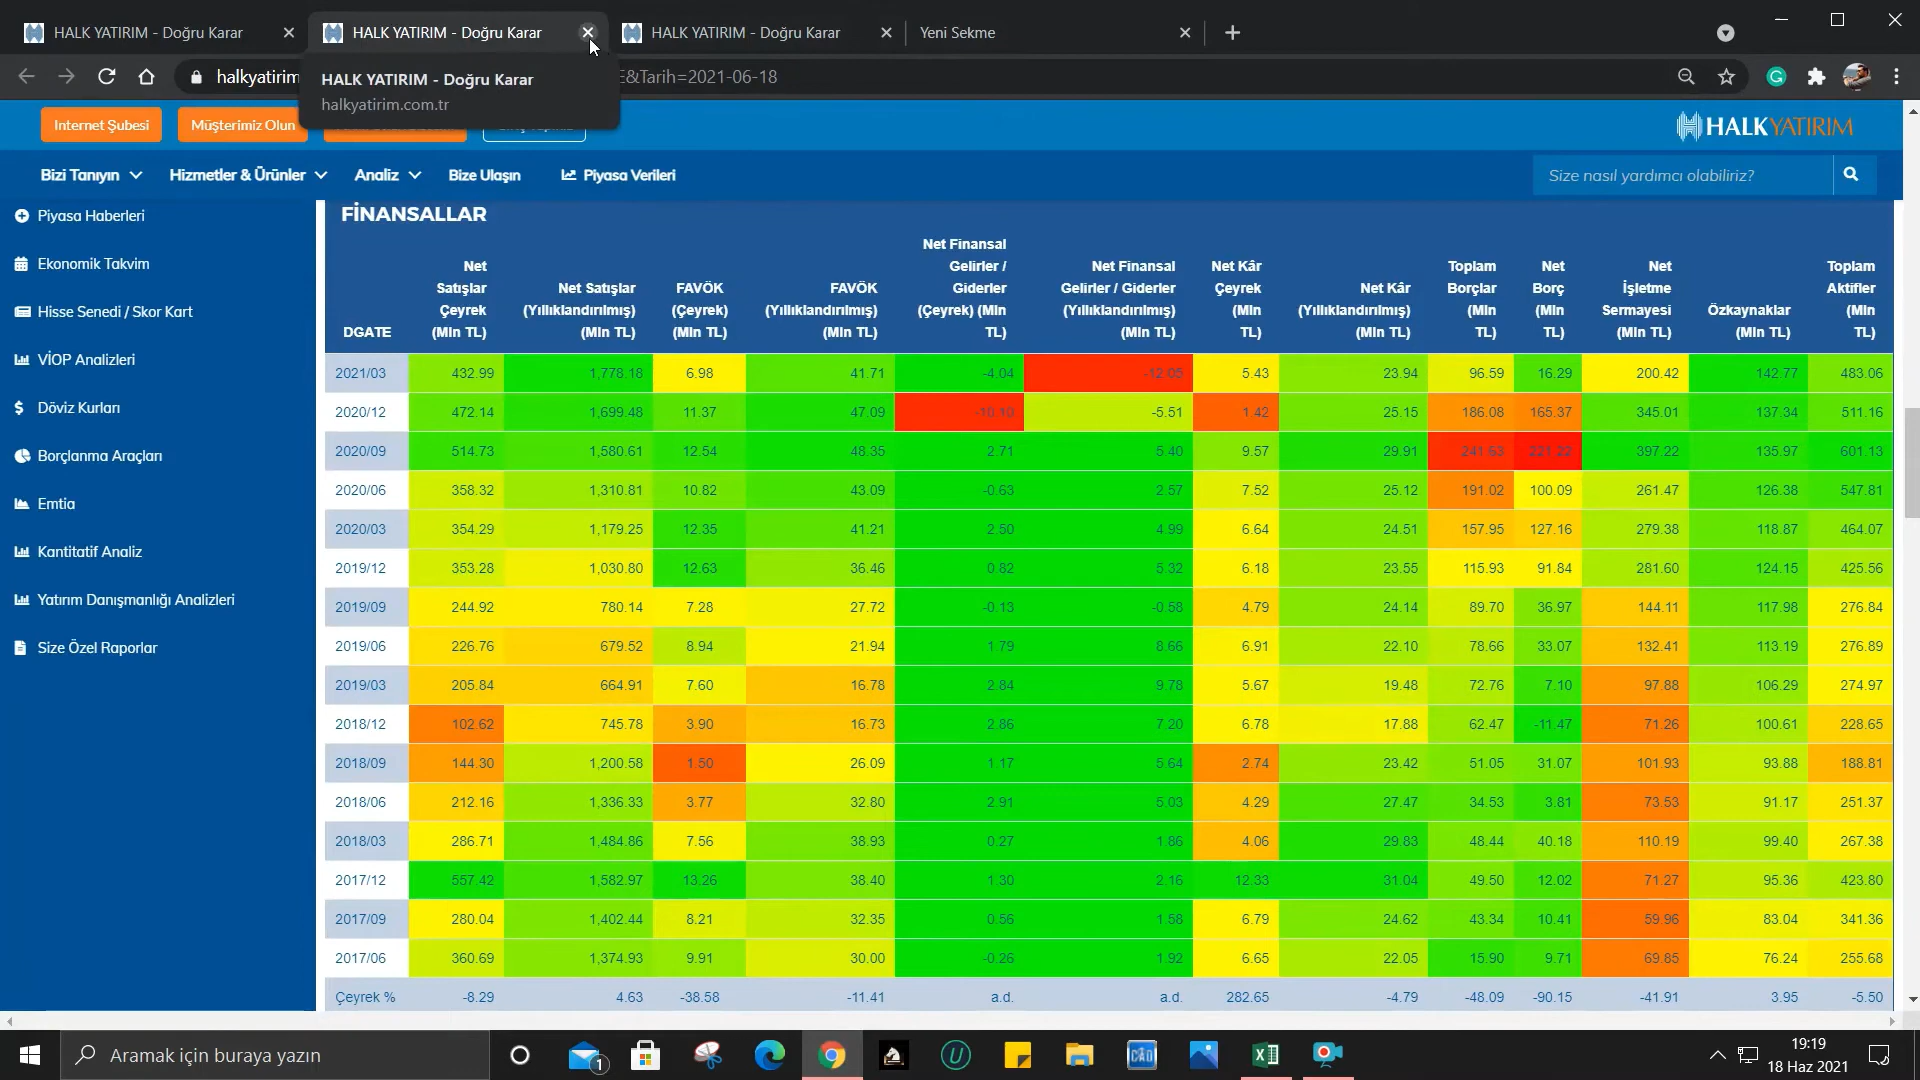 HALK YATIRIM - Doğru Karar
HALK YATIRIM - Doğru Karar
HALK YATIRIM - Doğru Karar
Yeni Sekme
halkyatirim
E&Tarih=2021-06-18
HALK YATIRIM - Doğru Karar
halkyatirim.com.tr
Internet Şubesi
Müşterimiz Olun
HALKYATIRIM
Bizi Tanıyın
Hizmetler & Ürünler
Analiz
Bize Ulaşın
Piyasa Verileri
Size nasıl yardımcı olabiliriz?
Piyasa Haberleri
Ekonomik Takvim
Hisse Senedi / Skor Kart
VİOP Analizleri
Döviz Kurları
Borçlanma Araçları
Emtia
Kantitatif Analiz
Yatırım Danışmanlığı Analizleri
Size Özel Raporlar
FİNANSALLAR
DGATE
Net Satışlar Çeyrek (Mln TL)
Net Satışlar (Yıllıklandırılmış) (Mln TL)
FAVÖK (Çeyrek) (Mln TL)
FAVÖK (Yıllıklandırılmış) (Mln TL)
Net Finansal Gelirler / Giderler (Çeyrek) (Mln TL)
Net Finansal Gelirler / Giderler (Yıllıklandırılmış) (Mln TL)
Net Kâr Çeyrek (Mln TL)
Net Kâr (Yıllıklandırılmış) (Mln TL)
Toplam Borçlar (Mln TL)
Net Borç (Mln TL)
Net İşletme Sermayesi (Mln TL)
Özkaynaklar (Mln TL)
Toplam Aktifler (Mln TL)
2021/03 432.99 1,778.18 6.98 41.71 -4.04 -12.05 5.43 23.94 96.59 16.29 200.42 142.77 483.06
2020/12 472.14 1,699.48 11.37 47.09 -10.10 -5.51 1.42 25.15 186.08 165.37 345.01 137.34 511.16
2020/09 514.73 1,580.61 12.54 48.35 2.71 5.40 9.57 29.91 241.63 221.22 397.22 135.97 601.13
2020/06 358.32 1,310.81 10.82 43.09 -0.63 2.57 7.52 25.12 191.02 100.09 261.47 126.38 547.81
2020/03 354.29 1,179.25 12.35 41.21 2.50 4.99 6.64 24.51 157.95 127.16 279.38 118.87 464.07
2019/12 353.28 1,030.80 12.63 36.46 0.82 5.32 6.18 23.55 115.93 91.84 281.60 124.15 425.56
2019/09 244.92 780.14 7.28 27.72 -0.13 -0.58 4.79 24.14 89.70 36.97 144.11 117.98 276.84
2019/06 226.76 679.52 8.94 21.94 1.79 8.66 6.91 22.10 78.66 33.07 132.41 113.19 276.89
2019/03 205.84 664.91 7.60 16.78 2.84 9.78 5.67 19.48 72.76 7.10 97.88 106.29 274.97
2018/12 102.62 745.78 3.90 16.73 2.86 7.20 6.78 17.88 62.47 -11.47 71.26 100.61 228.65
2018/09 144.30 1,200.58 1.50 26.09 1.17 5.64 2.74 23.42 51.05 31.07 101.93 93.88 188.81
2018/06 212.16 1,336.33 3.77 32.80 2.91 5.03 4.29 27.47 34.53 3.81 73.53 91.17 251.37
2018/03 286.71 1,484.86 7.56 38.93 0.27 1.86 4.06 29.83 48.44 40.18 110.19 99.40 267.38
2017/12 557.42 1,582.97 13.26 38.40 1.30 2.16 12.33 31.04 49.50 12.02 71.27 95.36 423.80
2017/09 280.04 1,402.44 8.21 32.35 0.56 1.58 6.79 24.62 43.34 10.41 59.96 83.04 341.36
2017/06 360.69 1,374.93 9.91 30.00 -0.26 1.92 6.65 22.05 15.90 9.71 69.85 76.24 255.68
Çeyrek % -8.29 4.63 -38.58 -11.41 a.d. a.d. 282.65 -4.79 -48.09 -90.15 -41.91 3.95 -5.50
Aramak için buraya yazın
1
CAD
19:19
18 Haz 2021